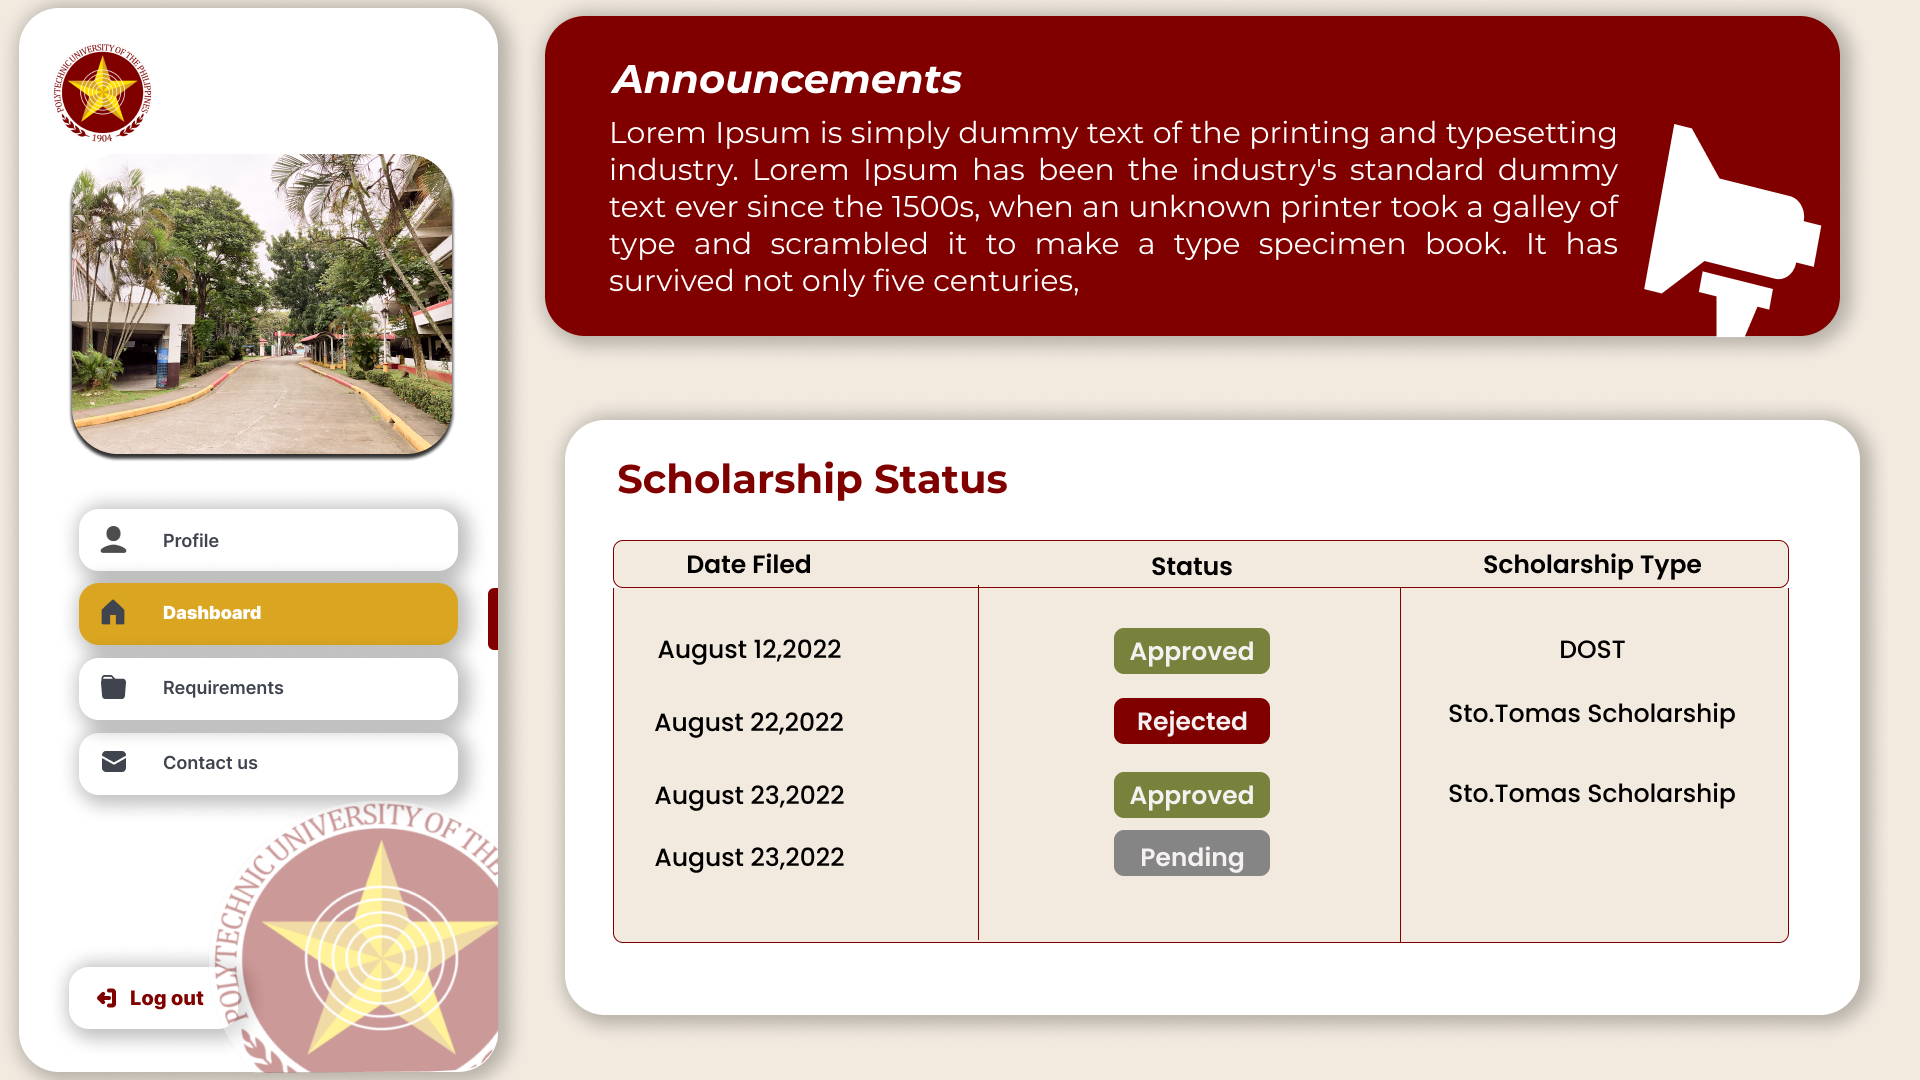 POLYTECHNIC UNIVERSITY OF THE PHILIPPINES
1904
Profile
Dashboard
Requirements
Contact us
Log out
POLYTECHNIC UNIVERSITY OF THE
Announcements
Lorem Ipsum is simply dummy text of the printing and typesetting
industry. Lorem Ipsum has been the industry's standard dummy
text ever since the 1500s, when an unknown printer took a galley of
type and scrambled it to make a type specimen book. It has
survived not only five centuries,
Scholarship Status
Date Filed Status Scholarship Type
August 12,2022 Approved DOST
August 22,2022 Rejected Sto.Tomas Scholarship
August 23,2022 Approved Sto.Tomas Scholarship
August 23,2022 Pending